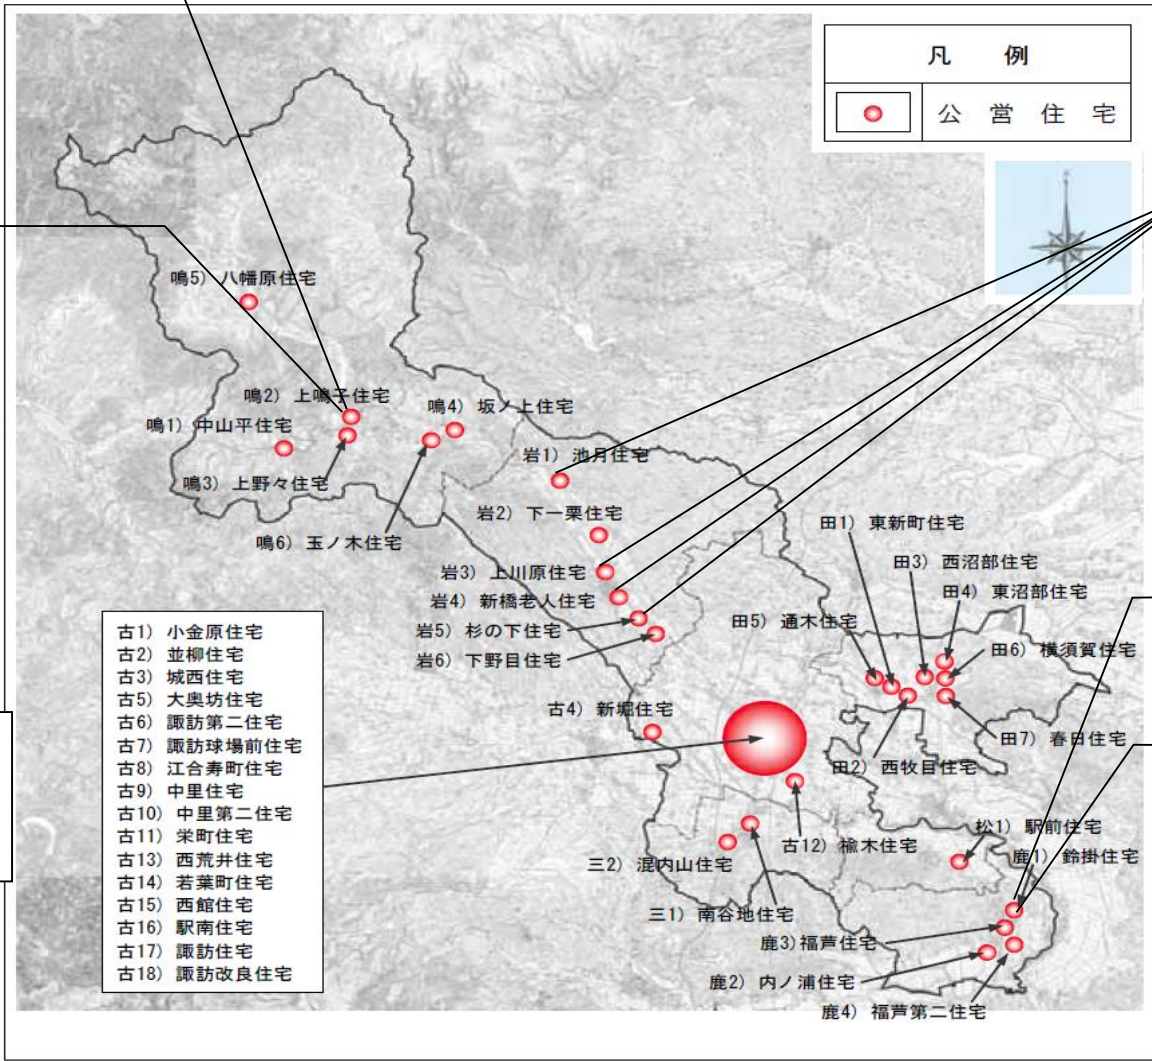 凡　例
公　営　住　宅
鳴5) 八幡原住宅
鳴2) 上鳴子住宅
鳴4) 坂ノ上住宅
鳴1) 中山平住宅
鳴3) 上野々住宅
鳴6) 玉ノ木住宅
岩1) 池月住宅
岩2) 下一栗住宅
岩3) 上川原住宅
岩4) 新橋老人住宅
岩5) 杉の下住宅
岩6) 下野目住宅
田1) 東新町住宅
田3) 西沼部住宅
田4) 東沼部住宅
田5) 通木住宅
田6) 横須賀住宅
田7) 春日住宅
田2) 西牧目住宅
古4) 新堀住宅
古1) 小金原住宅
古2) 並柳住宅
古3) 城西住宅
古5) 大奥坊住宅
古6) 諏訪第二住宅
古7) 諏訪球場前住宅
古8) 江合寿町住宅
古9) 中里住宅
古10) 中里第二住宅
古11) 栄町住宅
古13) 西荒井住宅
古14) 若葉町住宅
古15) 西館住宅
古16) 駅南住宅
古17) 諏訪住宅
古18) 諏訪改良住宅
古12) 楡木住宅
三2) 混内山住宅
三1) 南谷地住宅
松1) 駅前住宅
鹿1) 鈴掛住宅
鹿3) 福芦住宅
鹿2) 内ノ浦住宅
鹿4) 福芦第二住宅